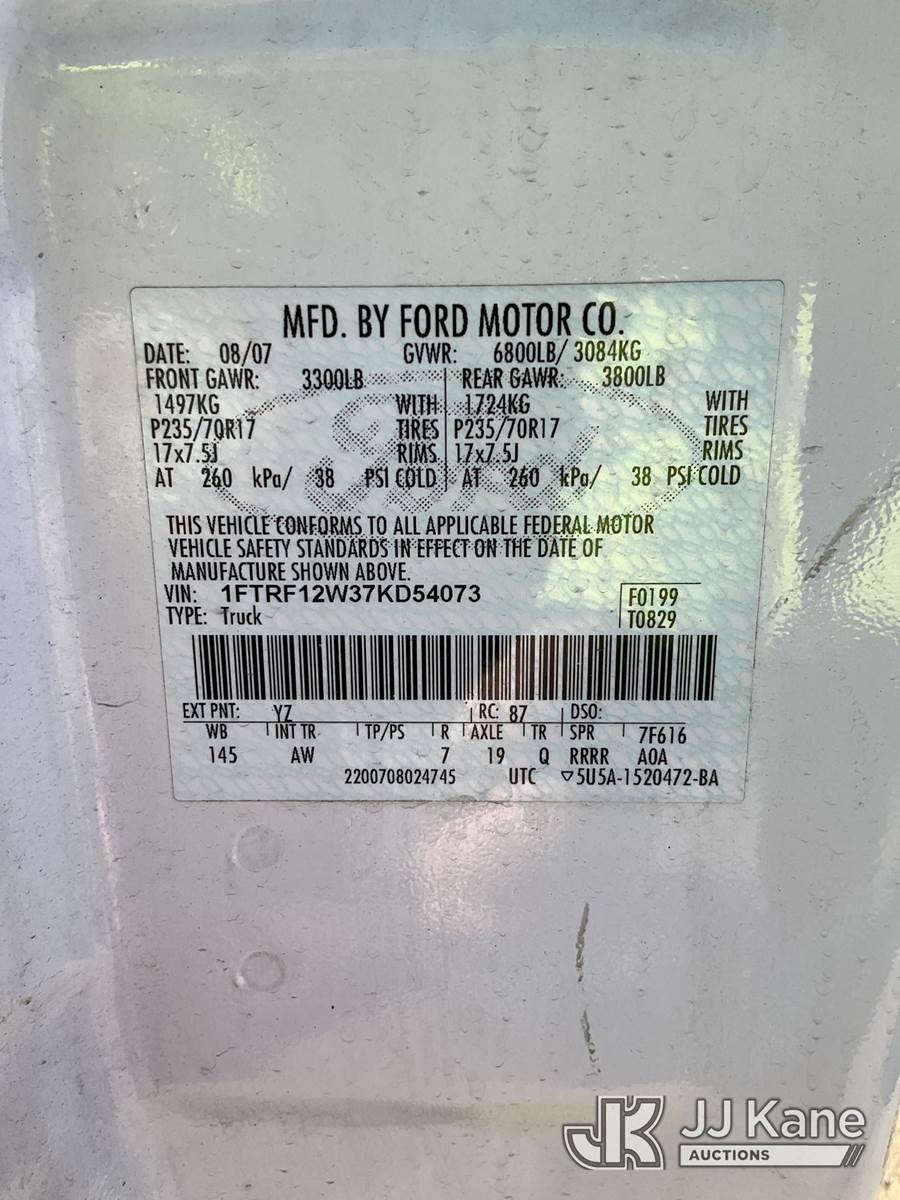 MFD. BY FORD MOTOR CO.
DATE: 08/07 GVWR: 6800LB/ 3084KG
FRONT GAWR: 3300LB REAR GAWR: 3800LB
1497KG WITH 1724KG WITH
P235/70R17 TIRES P235/70R17 TIRES
17x7.5J RIMS 17x7.5J RIMS
AT 260 kPa/ 38 PSI COLD AT 260 kPa/ 38 PSI COLD
THIS VEHICLE CONFORMS TO ALL APPLICABLE FEDERAL MOTOR
VEHICLE SAFETY STANDARDS IN EFFECT ON THE DATE OF
MANUFACTURE SHOWN ABOVE.
VIN: 1FTRF12W37KD54073 F0199
TYPE: Truck T0829
EXT PNT: YZ RC: 87 DSO:
WB INT TR TP/PS R AXLE TR SPR 7F616
145 AW 7 19 Q RRRR A0A
2200708024745 UTC ▽5U5A-1520472-BA
JK JJ Kane
AUCTIONS